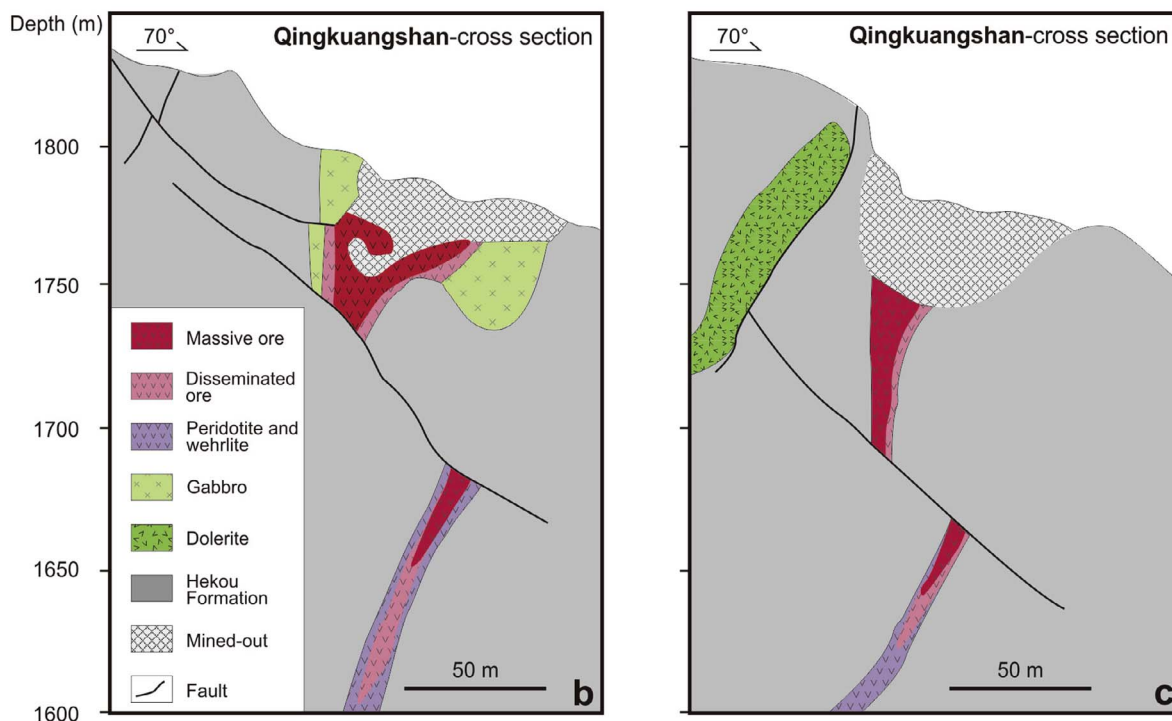 Depth (m)
70°
Qingkuangshan-cross section
1800
1750
1700
1650
1600
Massive ore
Disseminated
ore
Peridotite and
wehrlite
Gabbro
Dolerite
Hekou
Formation
Mined-out
Fault
50 m
b
70°
Qingkuangshan-cross section
50 m
c